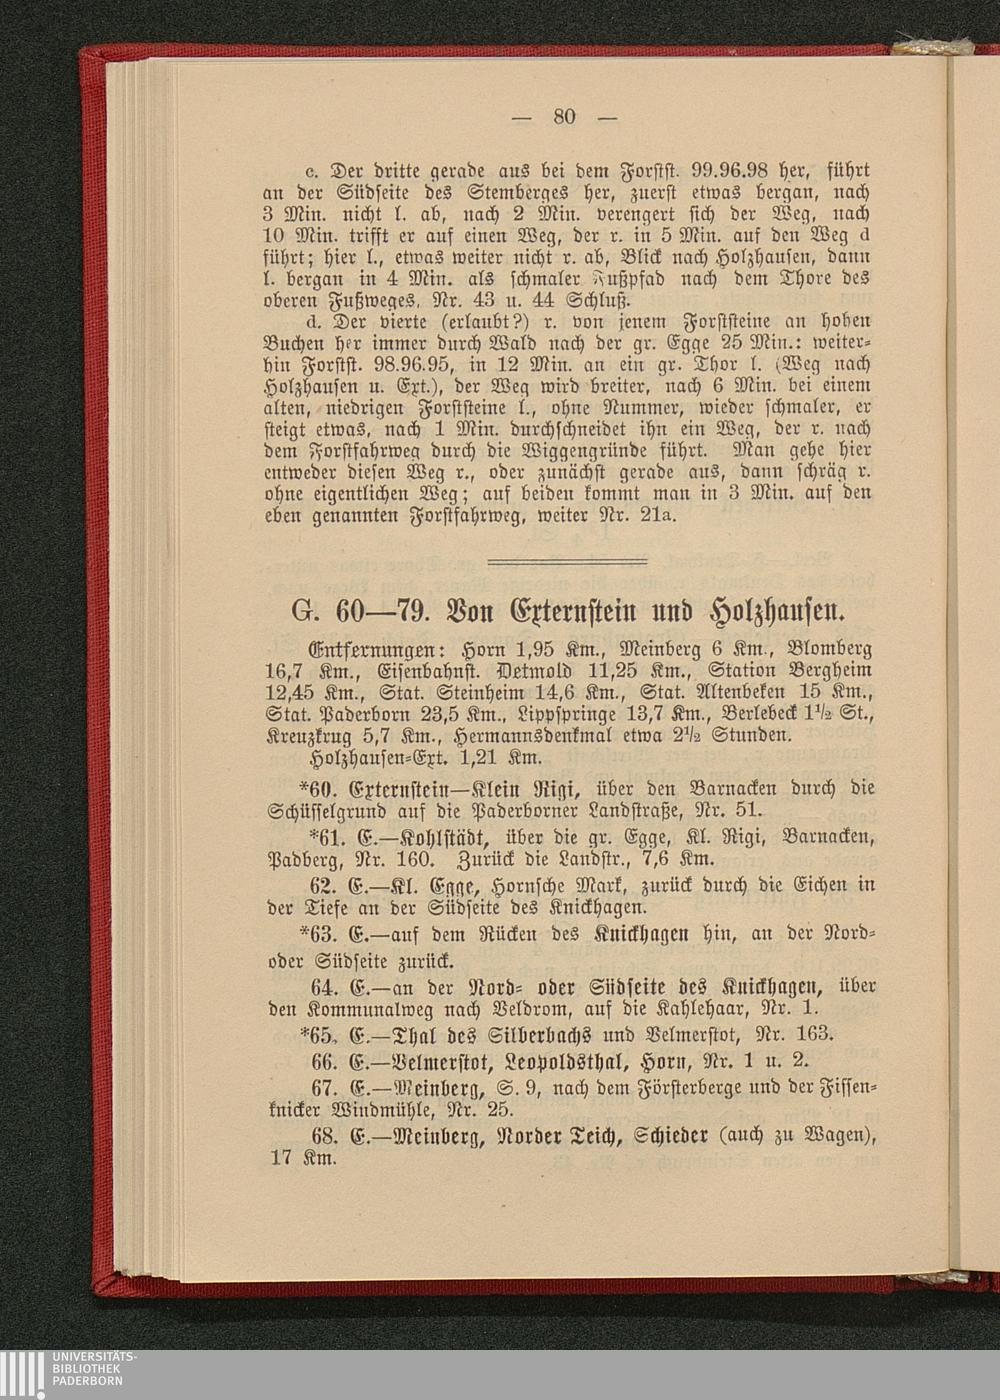 — 80 —
c. Der dritte gerade aus bei dem Forstst. 99.96.98 her, führt
an der Südseite des Stemberges her, zuerst etwas bergan, nach
3 Min. nicht l. ab, nach 2 Min. verengert sich der Weg, nach
10 Min. trifft er auf einen Weg, der r. in 5 Min. auf den Weg d
führt; hier l., etwas weiter nicht r. ab, Blick nach Holzhausen, dann
l. bergan in 4 Min. als schmaler Fußpfad nach dem Thore des
oberen Fußweges, Nr. 43 u. 44 Schluß.
d. Der vierte (erlaubt?) r. von jenem Forststeine an hohen
Buchen her immer durch Wald nach der gr. Egge 25 Min.: weiter-
hin Forstst. 98.96.95, in 12 Min. an ein gr. Thor l. (Weg nach
Holzhausen u. Ext.), der Weg wird breiter, nach 6 Min. bei einem
alten, niedrigen Forststeine l., ohne Nummer, wieder schmaler, er
steigt etwas, nach 1 Min. durchschneidet ihn ein Weg, der r. nach
dem Forstfahrweg durch die Wiggengründe führt. Man gehe hier
entweder diesen Weg r., oder zunächst gerade aus, dann schräg r.
ohne eigentlichen Weg; auf beiden kommt man in 3 Min. auf den
eben genannten Forstfahrweg, weiter Nr. 21a.
G. 60—79. Von Externstein und Holzhausen.
Entfernungen: Horn 1,95 Km., Meinberg 6 Km., Blomberg
16,7 Km., Eisenbahnst. Detmold 11,25 Km., Station Bergheim
12,45 Km., Stat. Steinheim 14,6 Km., Stat. Altenbeken 15 Km.,
Stat. Paderborn 23,5 Km., Lippspringe 13,7 Km., Berlebeck 1½ St.,
Kreuzkrug 5,7 Km., Hermannsdenkmal etwa 2½ Stunden.
Holzhausen-Ext. 1,21 Km.
*60. Externstein—Klein Rigi, über den Barnacken durch die
Schüsselgrund auf die Paderborner Landstraße, Nr. 51.
*61. E.—Kohlstädt, über die gr. Egge, Kl. Rigi, Barnacken,
Padberg, Nr. 160. Zurück die Landstr., 7,6 Km.
62. E.—Kl. Egge, Hornsche Mark, zurück durch die Eichen in
der Tiefe an der Südseite des Knickhagen.
*63. E.—auf dem Rücken des Knickhagen hin, an der Nord-
oder Südseite zurück.
64. E.—an der Nord- oder Südseite des Knickhagen, über
den Kommunalweg nach Veldrom, auf die Kahlehaar, Nr. 1.
*65. E.—Thal des Silberbachs und Velmerstot, Nr. 163.
66. E.—Velmerstot, Leopoldsthal, Horn, Nr. 1 u. 2.
67. E.—Meinberg, S. 9, nach dem Försterberge und der Fissen-
knicker Windmühle, Nr. 25.
68. E.—Meinberg, Norder Teich, Schieder (auch zu Wagen),
17 Km.
UNIVERSITÄTS-
BIBLIOTHEK
PADERBORN